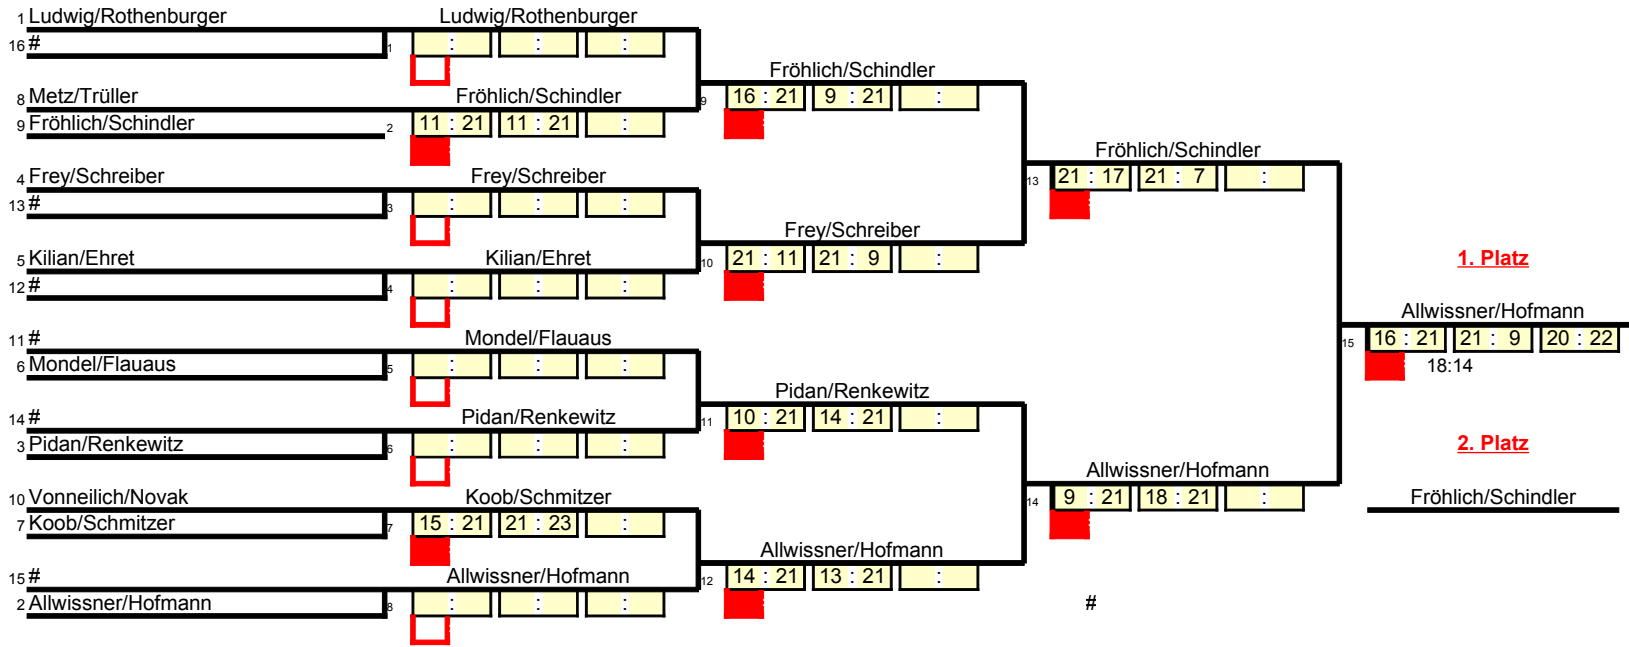 1 Ludwig/Rothenburger Ludwig/Rothenburger
16 # 1 : : :
Fröhlich/Schindler
8 Metz/Trüller Fröhlich/Schindler 9 16 : 21 9 : 21 :
9 Fröhlich/Schindler 2 11 : 21 11 : 21 :
Fröhlich/Schindler
4 Frey/Schreiber Frey/Schreiber 13 21 : 17 21 : 7 :
13 # 3 : : :
Frey/Schreiber
5 Kilian/Ehret Kilian/Ehret 10 21 : 11 21 : 9 : 1. Platz
12 # 4 : : :
Allwissner/Hofmann
11 # Mondel/Flauaus 15 16 : 21 21 : 9 20 : 22
6 Mondel/Flauaus 5 : : : 18:14
Pidan/Renkewitz
14 # Pidan/Renkewitz 11 10 : 21 14 : 21 :
3 Pidan/Renkewitz 6 : : : 2. Platz
Allwissner/Hofmann
10 Vonneilich/Novak Koob/Schmitzer 14 9 : 21 18 : 21 : Fröhlich/Schindler
7 Koob/Schmitzer 7 15 : 21 21 : 23 :
Allwissner/Hofmann
15 # Allwissner/Hofmann 12 14 : 21 13 : 21 :
2 Allwissner/Hofmann 8 : : : #